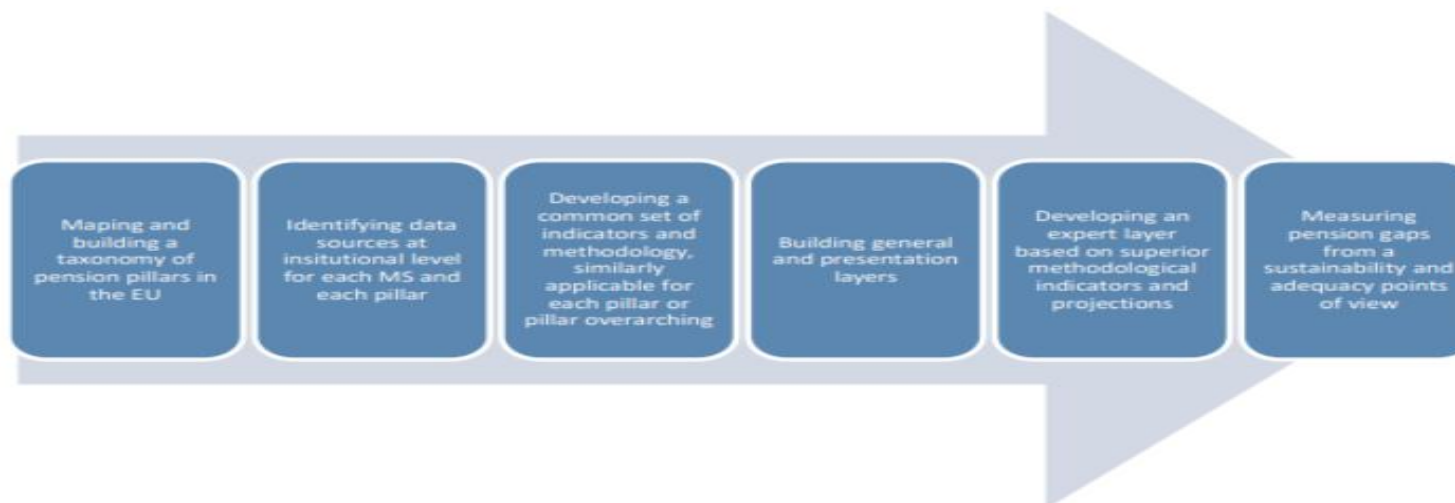 Maping and
building a
taxonomy of
pension pillars in
the EU
Identifying data
sources at
insitutional level
for each MS and
each pillar
Developing a
common set of
indicators and
methodology,
similarly
applicable for
each pillar or
pillar overarching
Building general
and presentation
layers
Developing an
expert layer
based on superior
methodological
indicators and
projections
Measuring
pension gaps
from a
sustainability and
adequacy points
of view